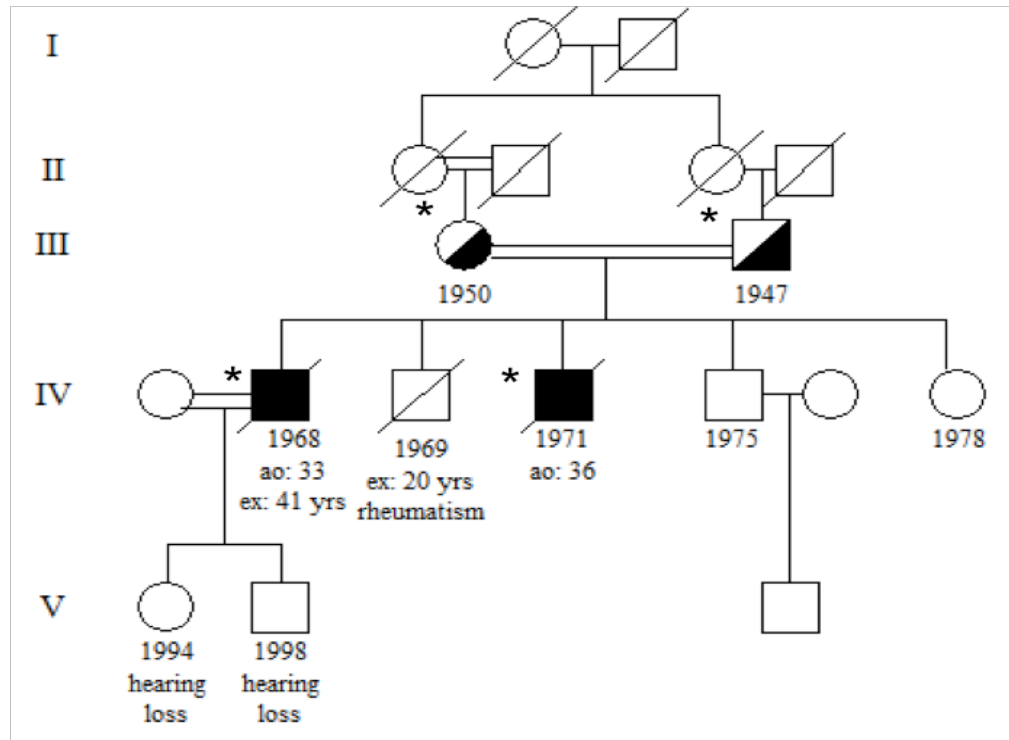 I
II
*
*
III
1950
1947
IV
*
*
1968
ao: 33
ex: 41 yrs
1969
ex: 20 yrs
rheumatism
1971
ao: 36
1975
1978
V
1994
hearing
loss
1998
hearing
loss